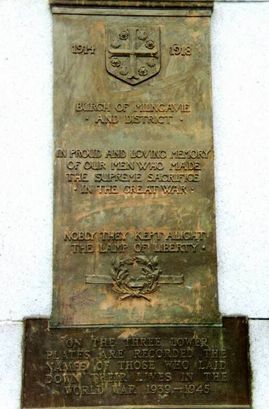 1914 1918
BURGH OF MILNGAVIE
· AND DISTRICT ·
IN PROUD AND LOVING MEMORY
OF OUR MEN WHO MADE
THE SUPREME SACRIFICE
· IN THE GREAT WAR ·
NOBLY THEY KEPT ALIGHT
THE LAMP OF LIBERTY ·
ON THE THREE LOWER
PLATES ARE RECORDED THE
NAMES OF THOSE WHO LAID
DOWN THEIR LIVES IN THE
WORLD WAR 1939-1945